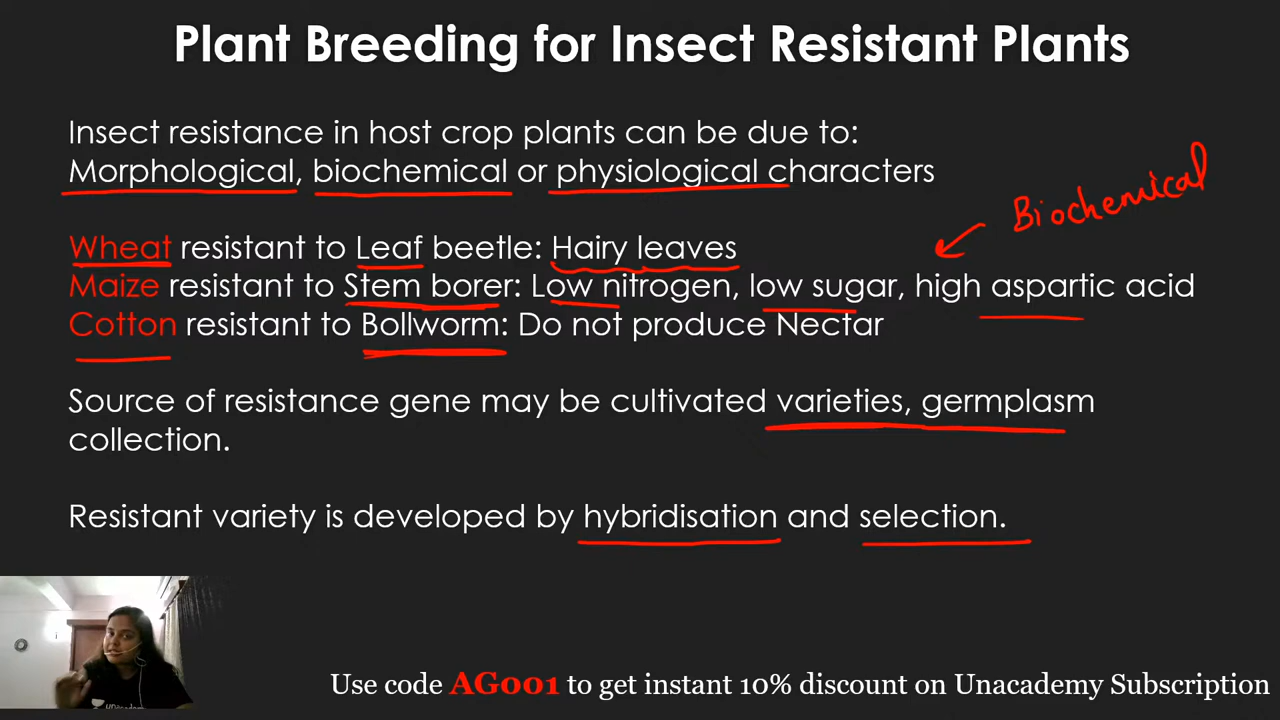 Plant Breeding for Insect Resistant Plants
Insect resistance in host crop plants can be due to:
Morphological, biochemical or physiological characters
Biochemical
Wheat resistant to Leaf beetle: Hairy leaves
Maize resistant to Stem borer: Low nitrogen, low sugar, high aspartic acid
Cotton resistant to Bollworm: Do not produce Nectar
Source of resistance gene may be cultivated varieties, germplasm
collection.
Resistant variety is developed by hybridisation and selection.
Use code AG001 to get instant 10% discount on Unacademy Subscription